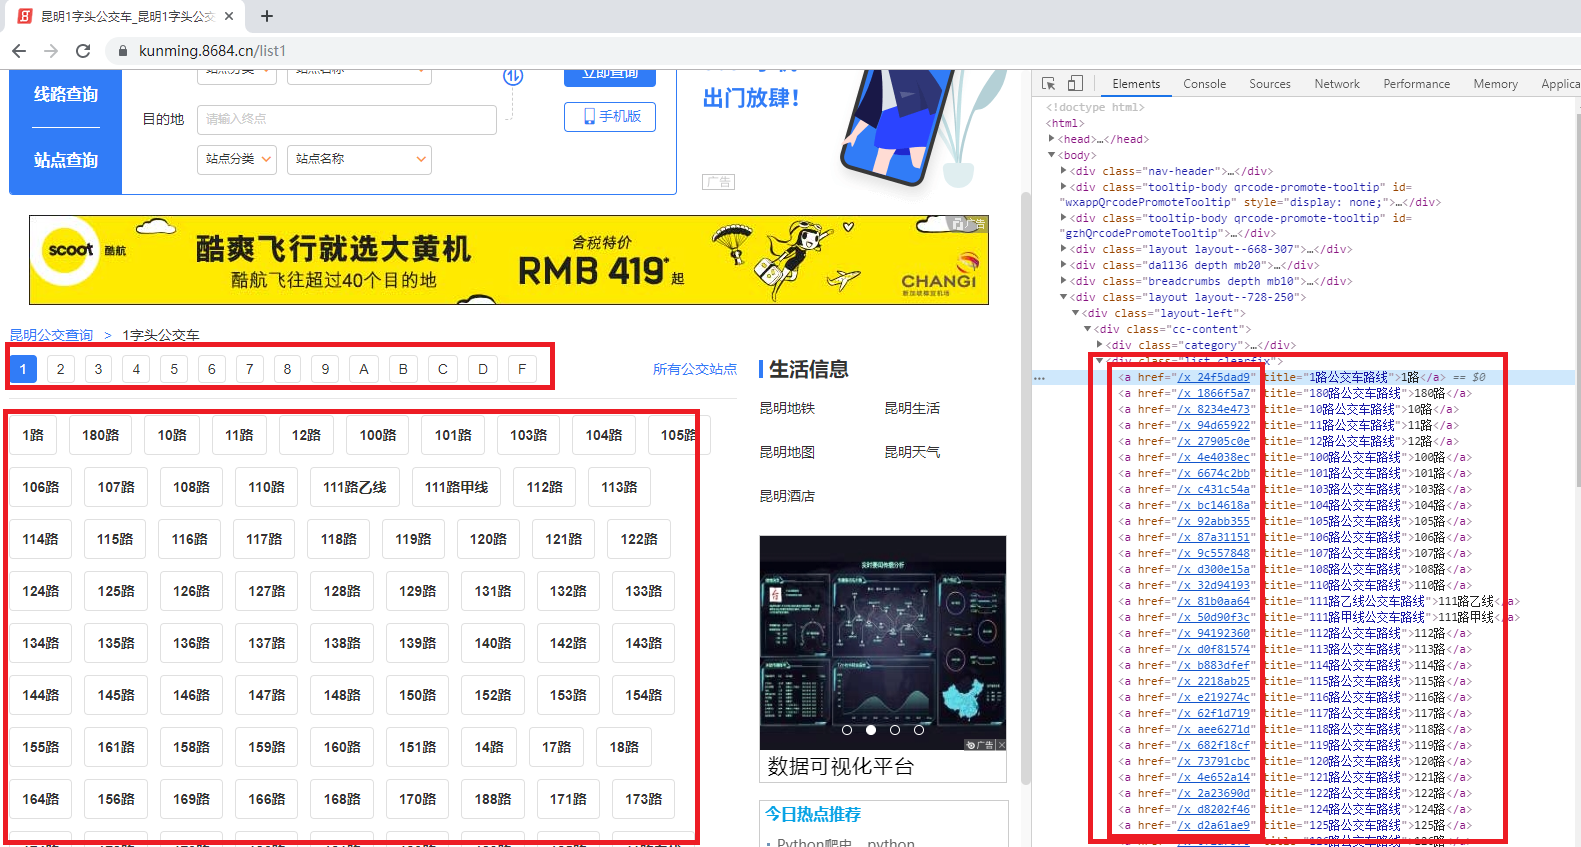 昆明1字头公交车_昆明1字头公交
kunming.8684.cn/list1
线路查询
站点查询
目的地
请输入终点
站点分类
站点名称
立即查询
手机版
出门放肆!
广告
scoot 酷航
酷爽飞行就选大黄机
酷航飞往超过40个目的地
含税特价
RMB 419*起
CHANGI
广告
昆明公交查询 > 1字头公交车
1 2 3 4 5 6 7 8 9 A B C D F
所有公交站点
1路 180路 10路 11路 12路 100路 101路 103路 104路 105路
106路 107路 108路 110路 111路乙线 111路甲线 112路 113路
114路 115路 116路 117路 118路 119路 120路 121路 122路
124路 125路 126路 127路 128路 129路 131路 132路 133路
134路 135路 136路 137路 138路 139路 140路 142路 143路
144路 145路 146路 147路 148路 150路 152路 153路 154路
155路 161路 158路 159路 160路 151路 14路 17路 18路
164路 156路 169路 166路 168路 170路 188路 171路 173路
生活信息
昆明地铁 昆明生活
昆明地图 昆明天气
昆明酒店
广告
数据可视化平台
今日热点推荐
Python爬虫 python
Elements Console Sources Network Performance Memory Applica
<!doctype html>
<html>
<head>…</head>
<body>
<div class="nav-header">…</div>
<div class="tooltip-body qrcode-promote-tooltip" id=
"wxappQrcodePromoteTooltip" style="display: none;">…</div>
<div class="tooltip-body qrcode-promote-tooltip" id=
"gzhQrcodePromoteTooltip">…</div>
<div class="layout layout--668-307">…</div>
<div class="da1136 depth mb20">…</div>
<div class="breadcrumbs depth mb10">…</div>
<div class="layout layout--728-250">
<div class="layout-left">
<div class="cc-content">
<div class="category">…</div>
<div class="list clearfix">
<a href="/x_24f5dad9" title="1路公交车路线">1路</a> == $0
<a href="/x_1866f5a7" title="180路公交车路线">180路</a>
<a href="/x_8234e473" title="10路公交车路线">10路</a>
<a href="/x_94d65922" title="11路公交车路线">11路</a>
<a href="/x_27905c0e" title="12路公交车路线">12路</a>
<a href="/x_4e4038ec" title="100路公交车路线">100路</a>
<a href="/x_6674c2bb" title="101路公交车路线">101路</a>
<a href="/x_c431c54a" title="103路公交车路线">103路</a>
<a href="/x_bc14618a" title="104路公交车路线">104路</a>
<a href="/x_92abb355" title="105路公交车路线">105路</a>
<a href="/x_87a31151" title="106路公交车路线">106路</a>
<a href="/x_9c557848" title="107路公交车路线">107路</a>
<a href="/x_d300e15a" title="108路公交车路线">108路</a>
<a href="/x_32d94193" title="110路公交车路线">110路</a>
<a href="/x_81b0aa64" title="111路乙线公交车路线">111路乙线</a>
<a href="/x_50d90f3c" title="111路甲线公交车路线">111路甲线</a>
<a href="/x_94192360" title="112路公交车路线">112路</a>
<a href="/x_d0f81574" title="113路公交车路线">113路</a>
<a href="/x_b883dfef" title="114路公交车路线">114路</a>
<a href="/x_2218ab25" title="115路公交车路线">115路</a>
<a href="/x_e219274c" title="116路公交车路线">116路</a>
<a href="/x_62f1d719" title="117路公交车路线">117路</a>
<a href="/x_aee6271d" title="118路公交车路线">118路</a>
<a href="/x_682f18cf" title="119路公交车路线">119路</a>
<a href="/x_73791cbc" title="120路公交车路线">120路</a>
<a href="/x_4e652a14" title="121路公交车路线">121路</a>
<a href="/x_2a23690d" title="122路公交车路线">122路</a>
<a href="/x_d8202f46" title="124路公交车路线">124路</a>
<a href="/x_d2a61ae9" title="125路公交车路线">125路</a>